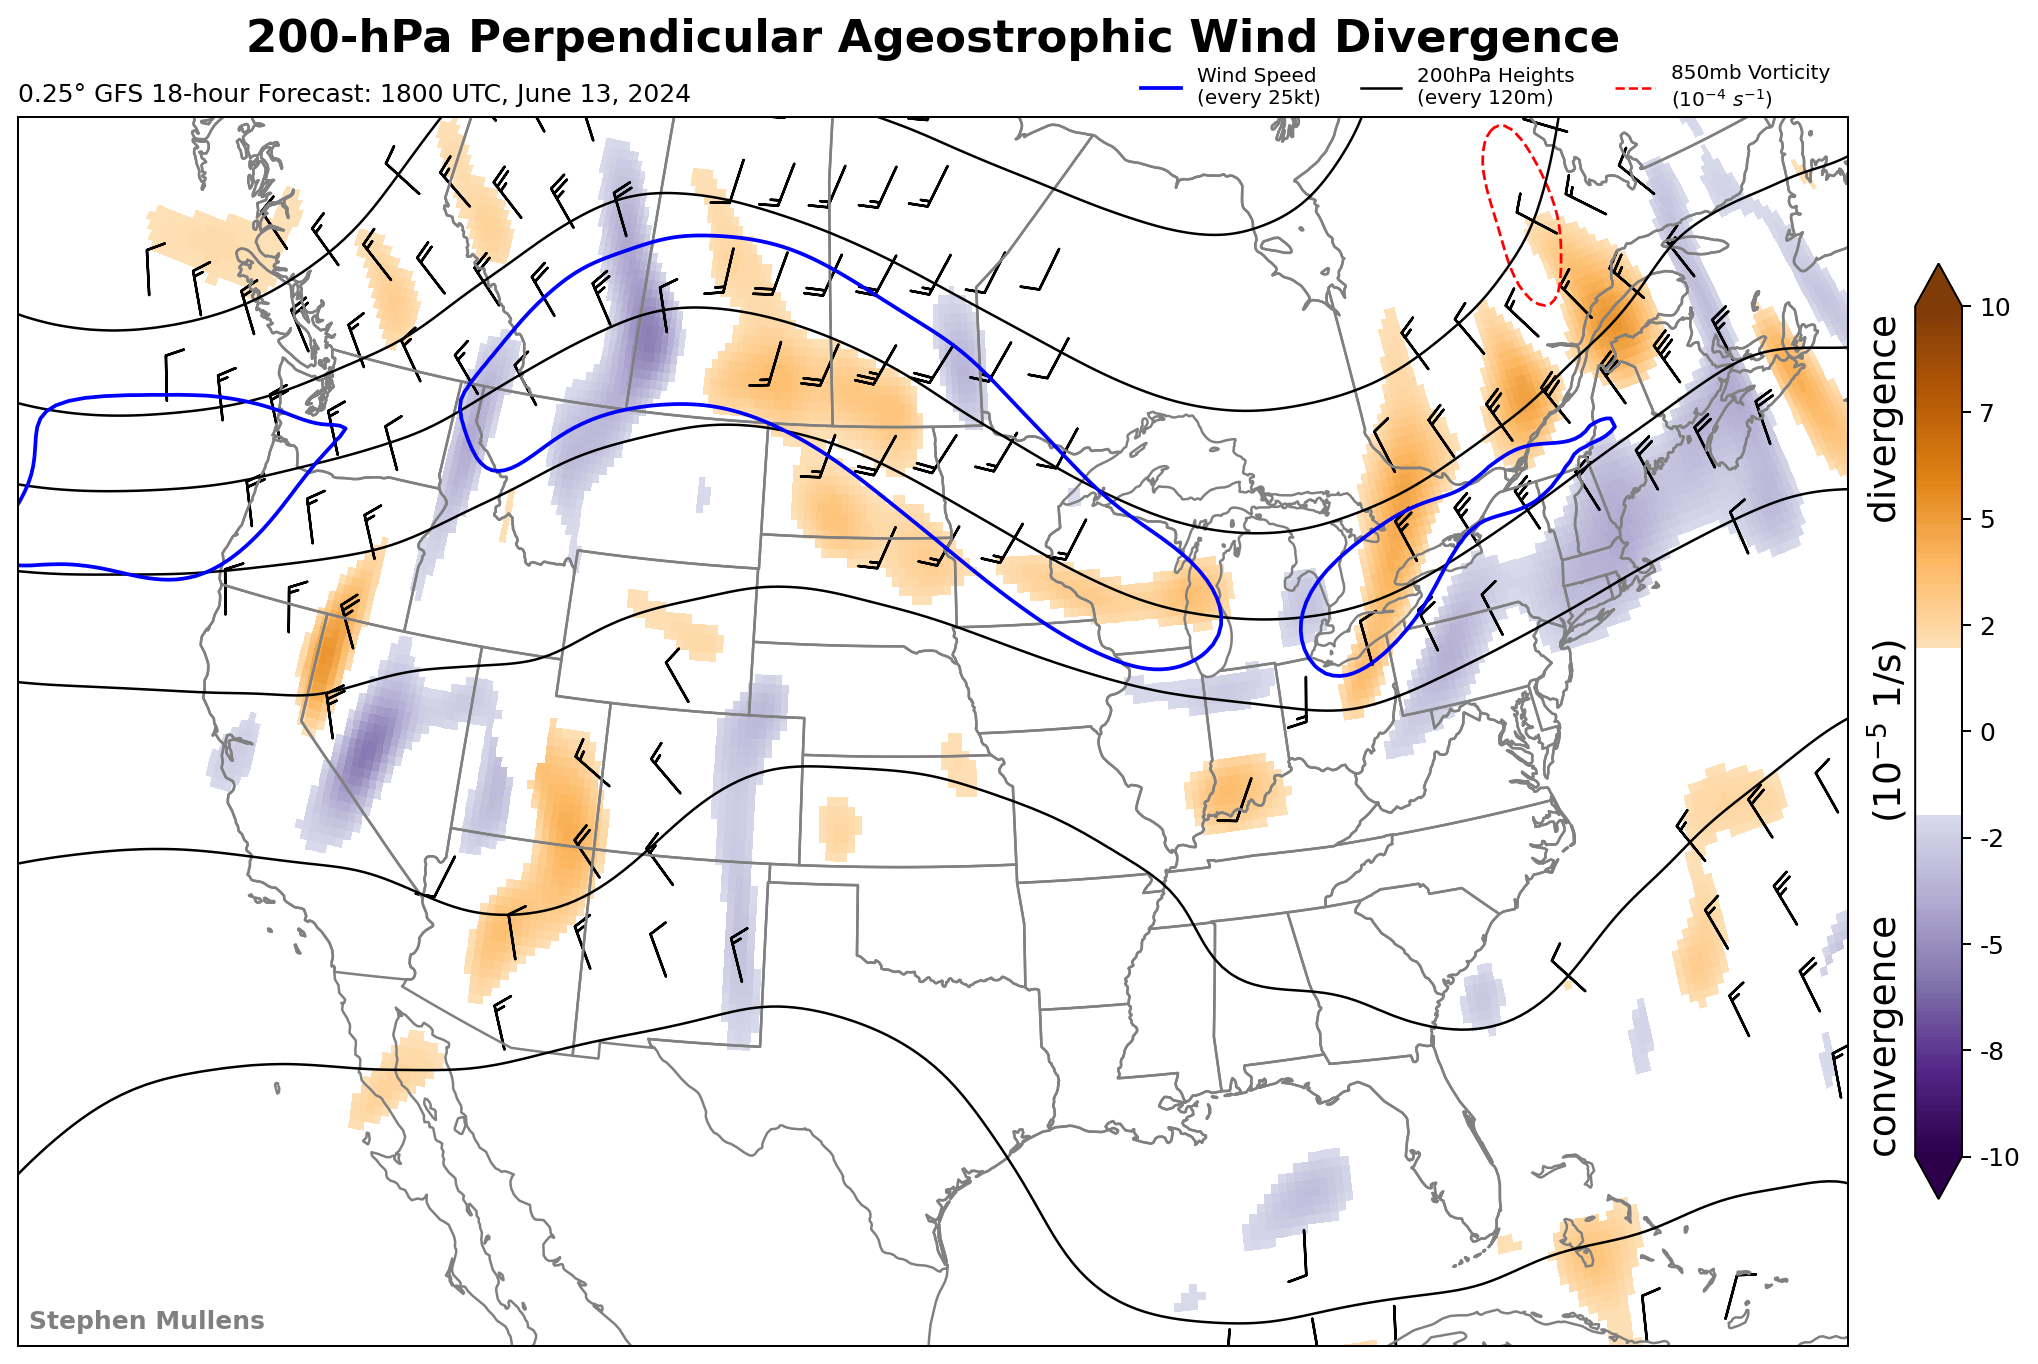 200-hPa Perpendicular Ageostrophic Wind Divergence
0.25° GFS 18-hour Forecast: 1800 UTC, June 13, 2024
Wind Speed
(every 25kt)
200hPa Heights
(every 120m)
850mb Vorticity
(10⁻⁴ s⁻¹)
10
7
5
2
0
-2
-5
-8
-10
convergence (10⁻⁵ 1/s) divergence
Stephen Mullens